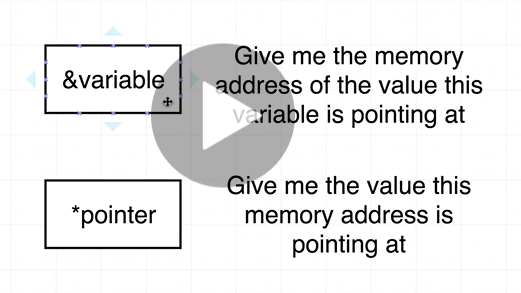 &variable
Give me the memory
address of the value this
variable is pointing at
*pointer
Give me the value this
memory address is
pointing at